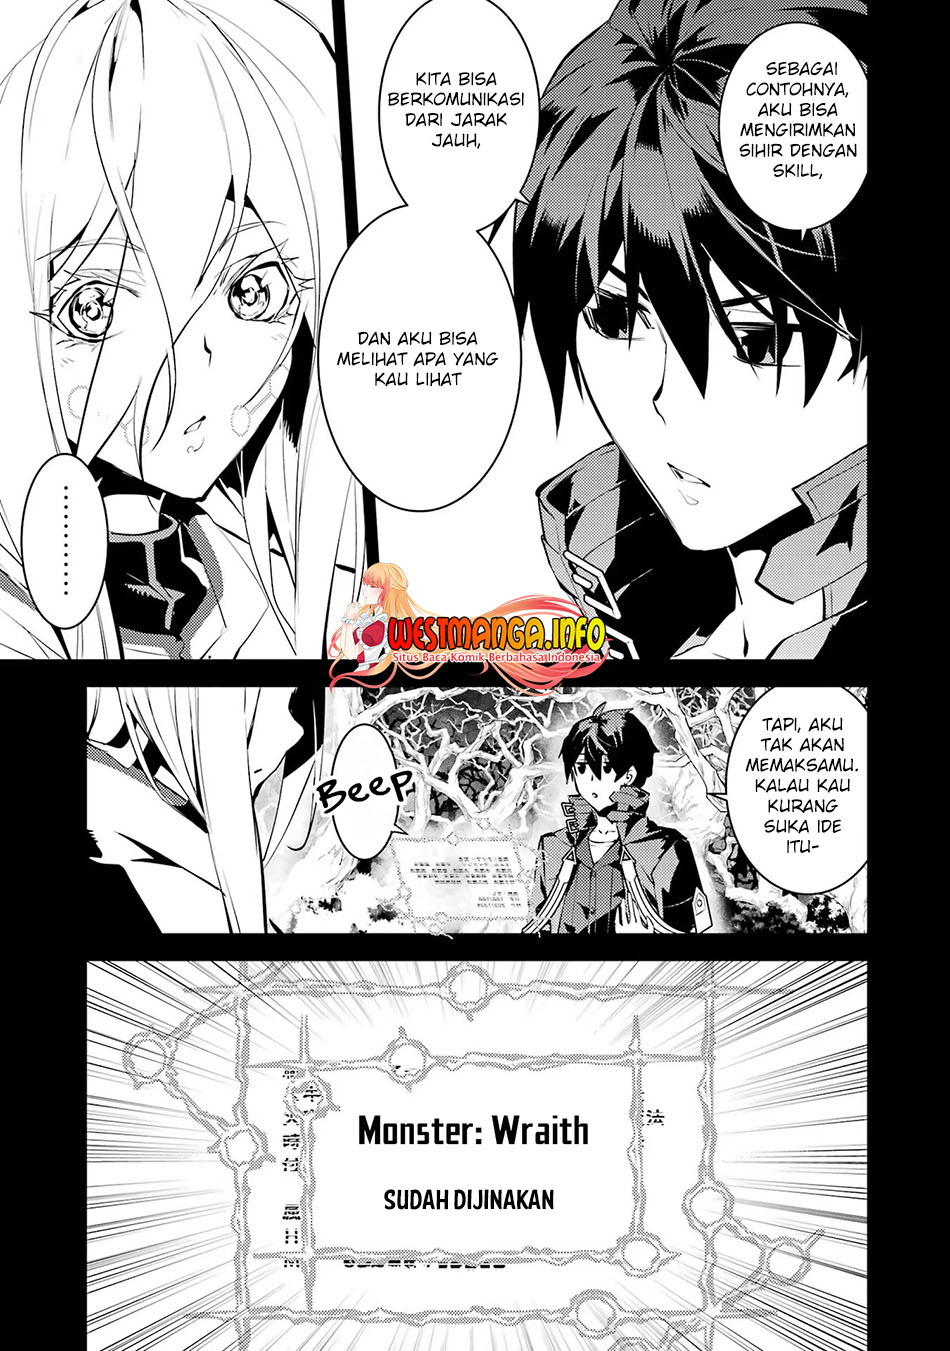 SEBAGAI
CONTOHNYA,
AKU BISA
MENGIRIMKAN
SIHIR DENGAN
SKILL,
KITA BISA
BERKOMUNIKASI
DARI JARAK
JAUH,
DAN AKU BISA
MELIHAT APA YANG
KAU LIHAT
..........
WESTMANGA.INFO
Situs Baca Komik Berbahasa Indonesia
TAPI, AKU
TAK AKAN
MEMAKSAMU.
KALAU KAU
KURANG
SUKA IDE
ITU-
Beep
Monster: Wraith
法
SUDAH DIJINAKAN